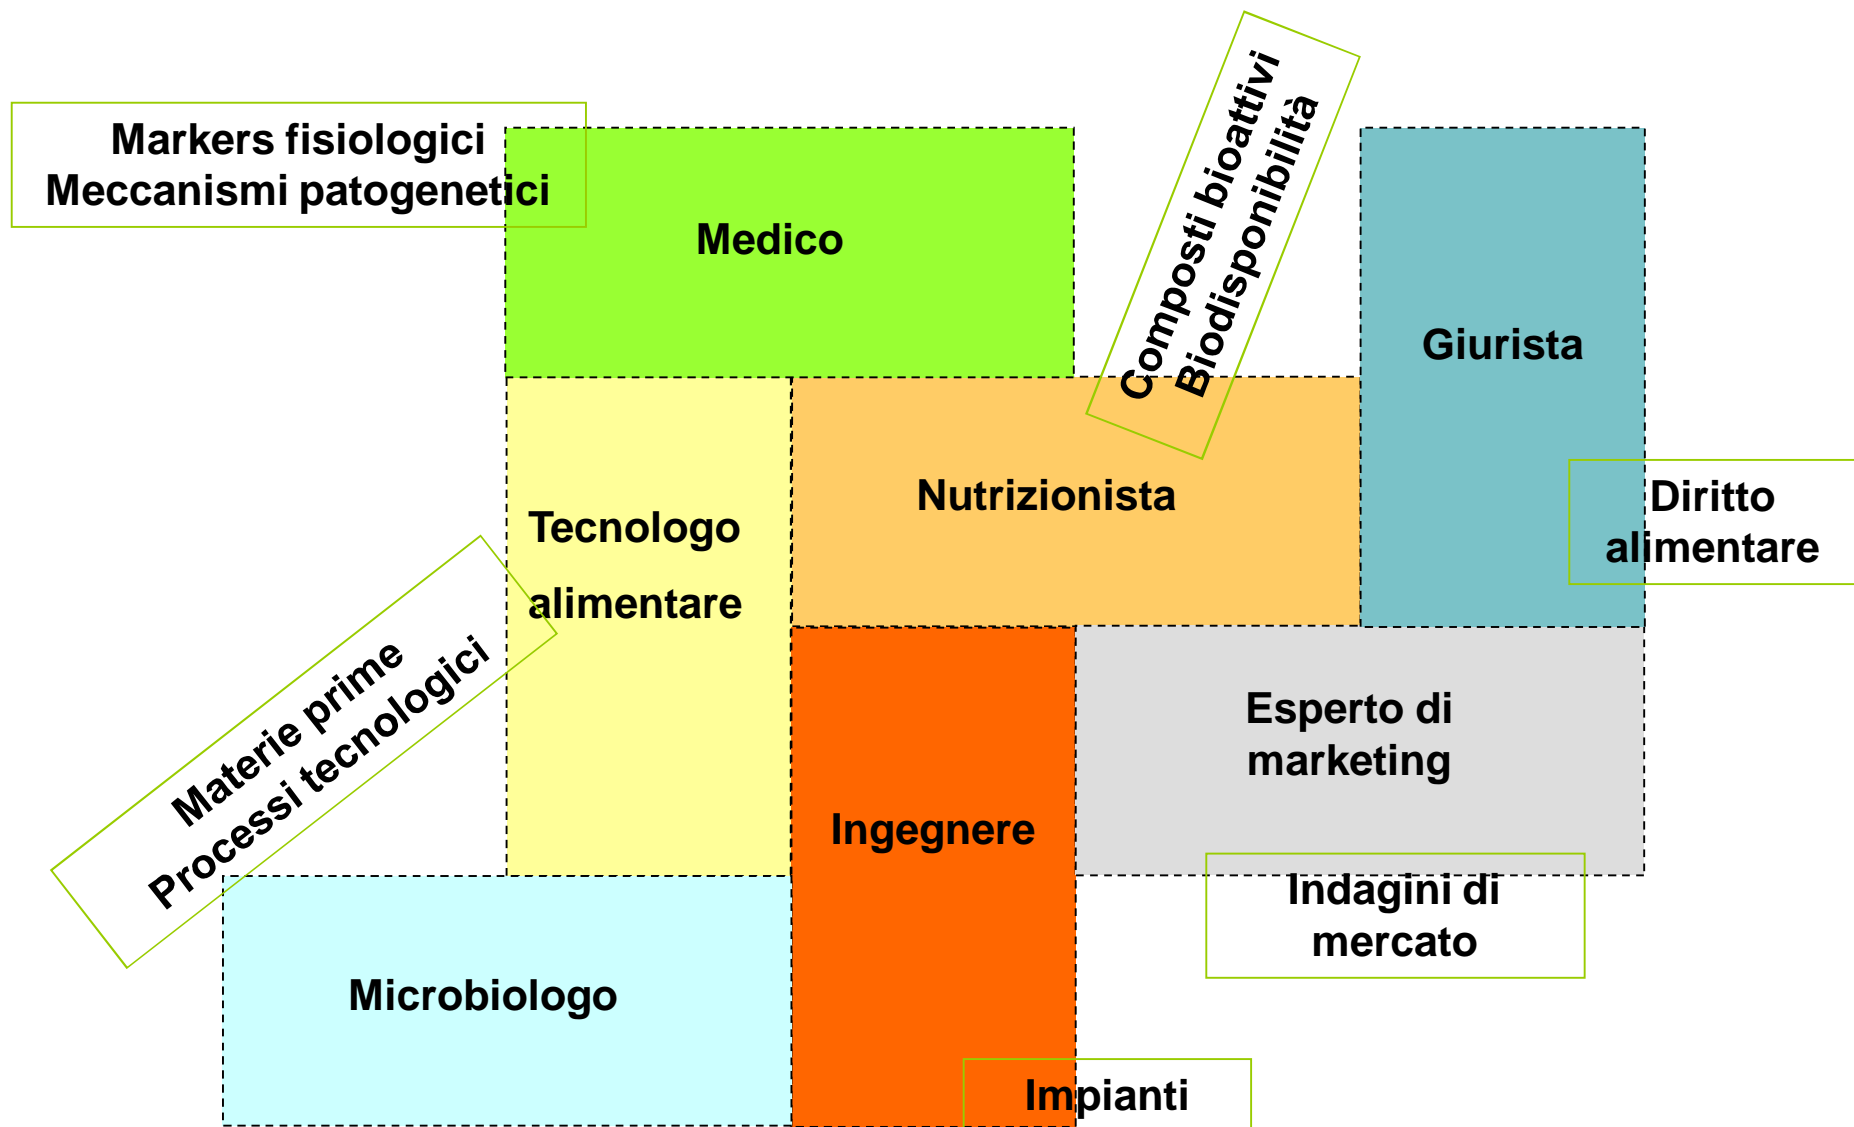 Markers fisiologici
Meccanismi patogenetici
Medico
Composti bioattivi
Biodisponibilità
Giurista
Nutrizionista
Diritto
alimentare
Tecnologo
alimentare
Materie prime
Processi tecnologici
Esperto di
marketing
Ingegnere
Indagini di
mercato
Microbiologo
Impianti